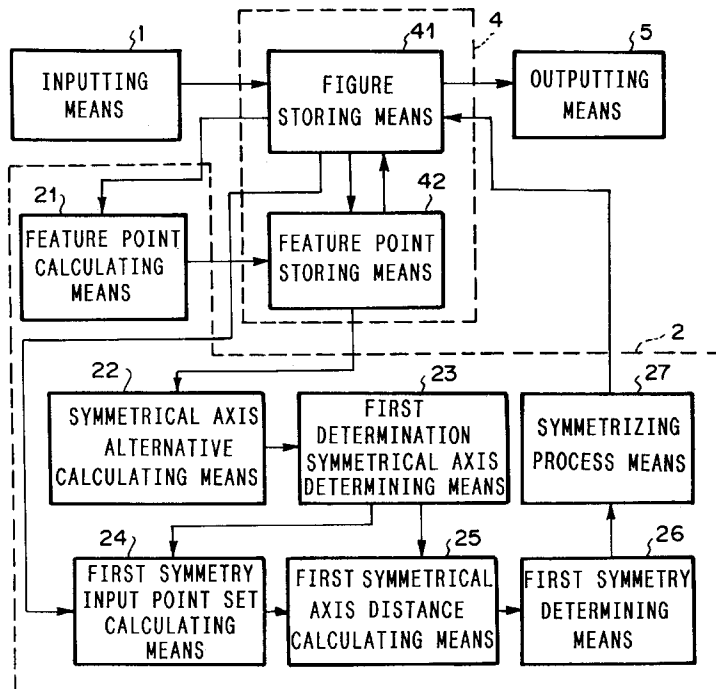 1
INPUTTING
MEANS
41
FIGURE
STORING MEANS
4
5
OUTPUTTING
MEANS
21
FEATURE POINT
CALCULATING
MEANS
42
FEATURE POINT
STORING MEANS
2
22
SYMMETRICAL AXIS
ALTERNATIVE
CALCULATING MEANS
23
FIRST
DETERMINATION
SYMMETRICAL AXIS
DETERMINING MEANS
27
SYMMETRIZING
PROCESS MEANS
24
FIRST SYMMETRY
INPUT POINT SET
CALCULATING
MEANS
25
FIRST SYMMETRICAL
AXIS DISTANCE
CALCULATING MEANS
26
FIRST SYMMETRY
DETERMINING
MEANS